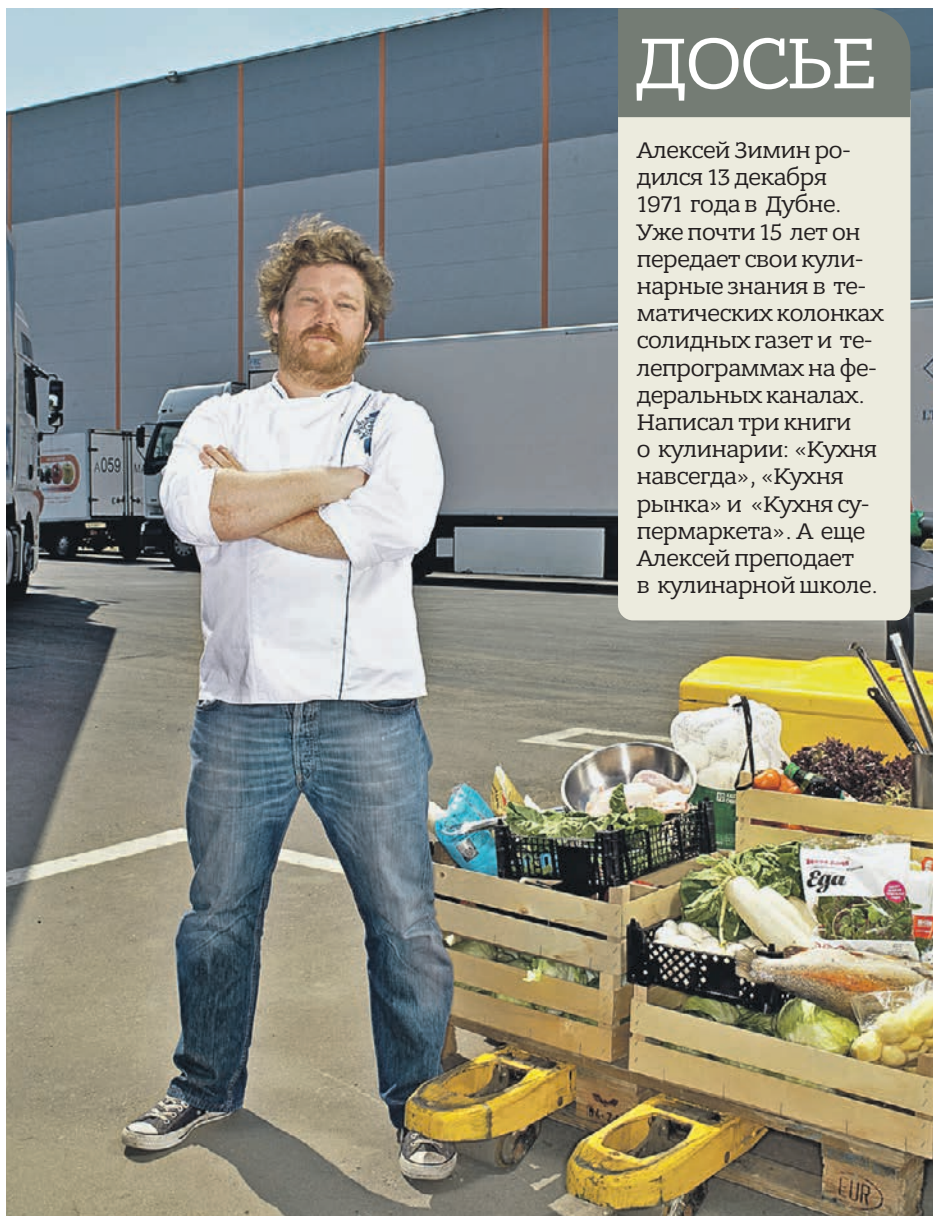 ДОСЬЕ
Алексей Зимин ро-
дился 13 декабря
1971 года в Дубне.
Уже почти 15 лет он
передает свои кули-
нарные знания в те-
матических колонках
солидных газет и те-
лепрограммах на фе-
деральных каналах.
Написал три книги
о кулинарии: «Кухня
навсегда», «Кухня
рынка» и «Кухня су-
пермаркета». А еще
Алексей преподает
в кулинарной школе.
А059
Еда
EUR